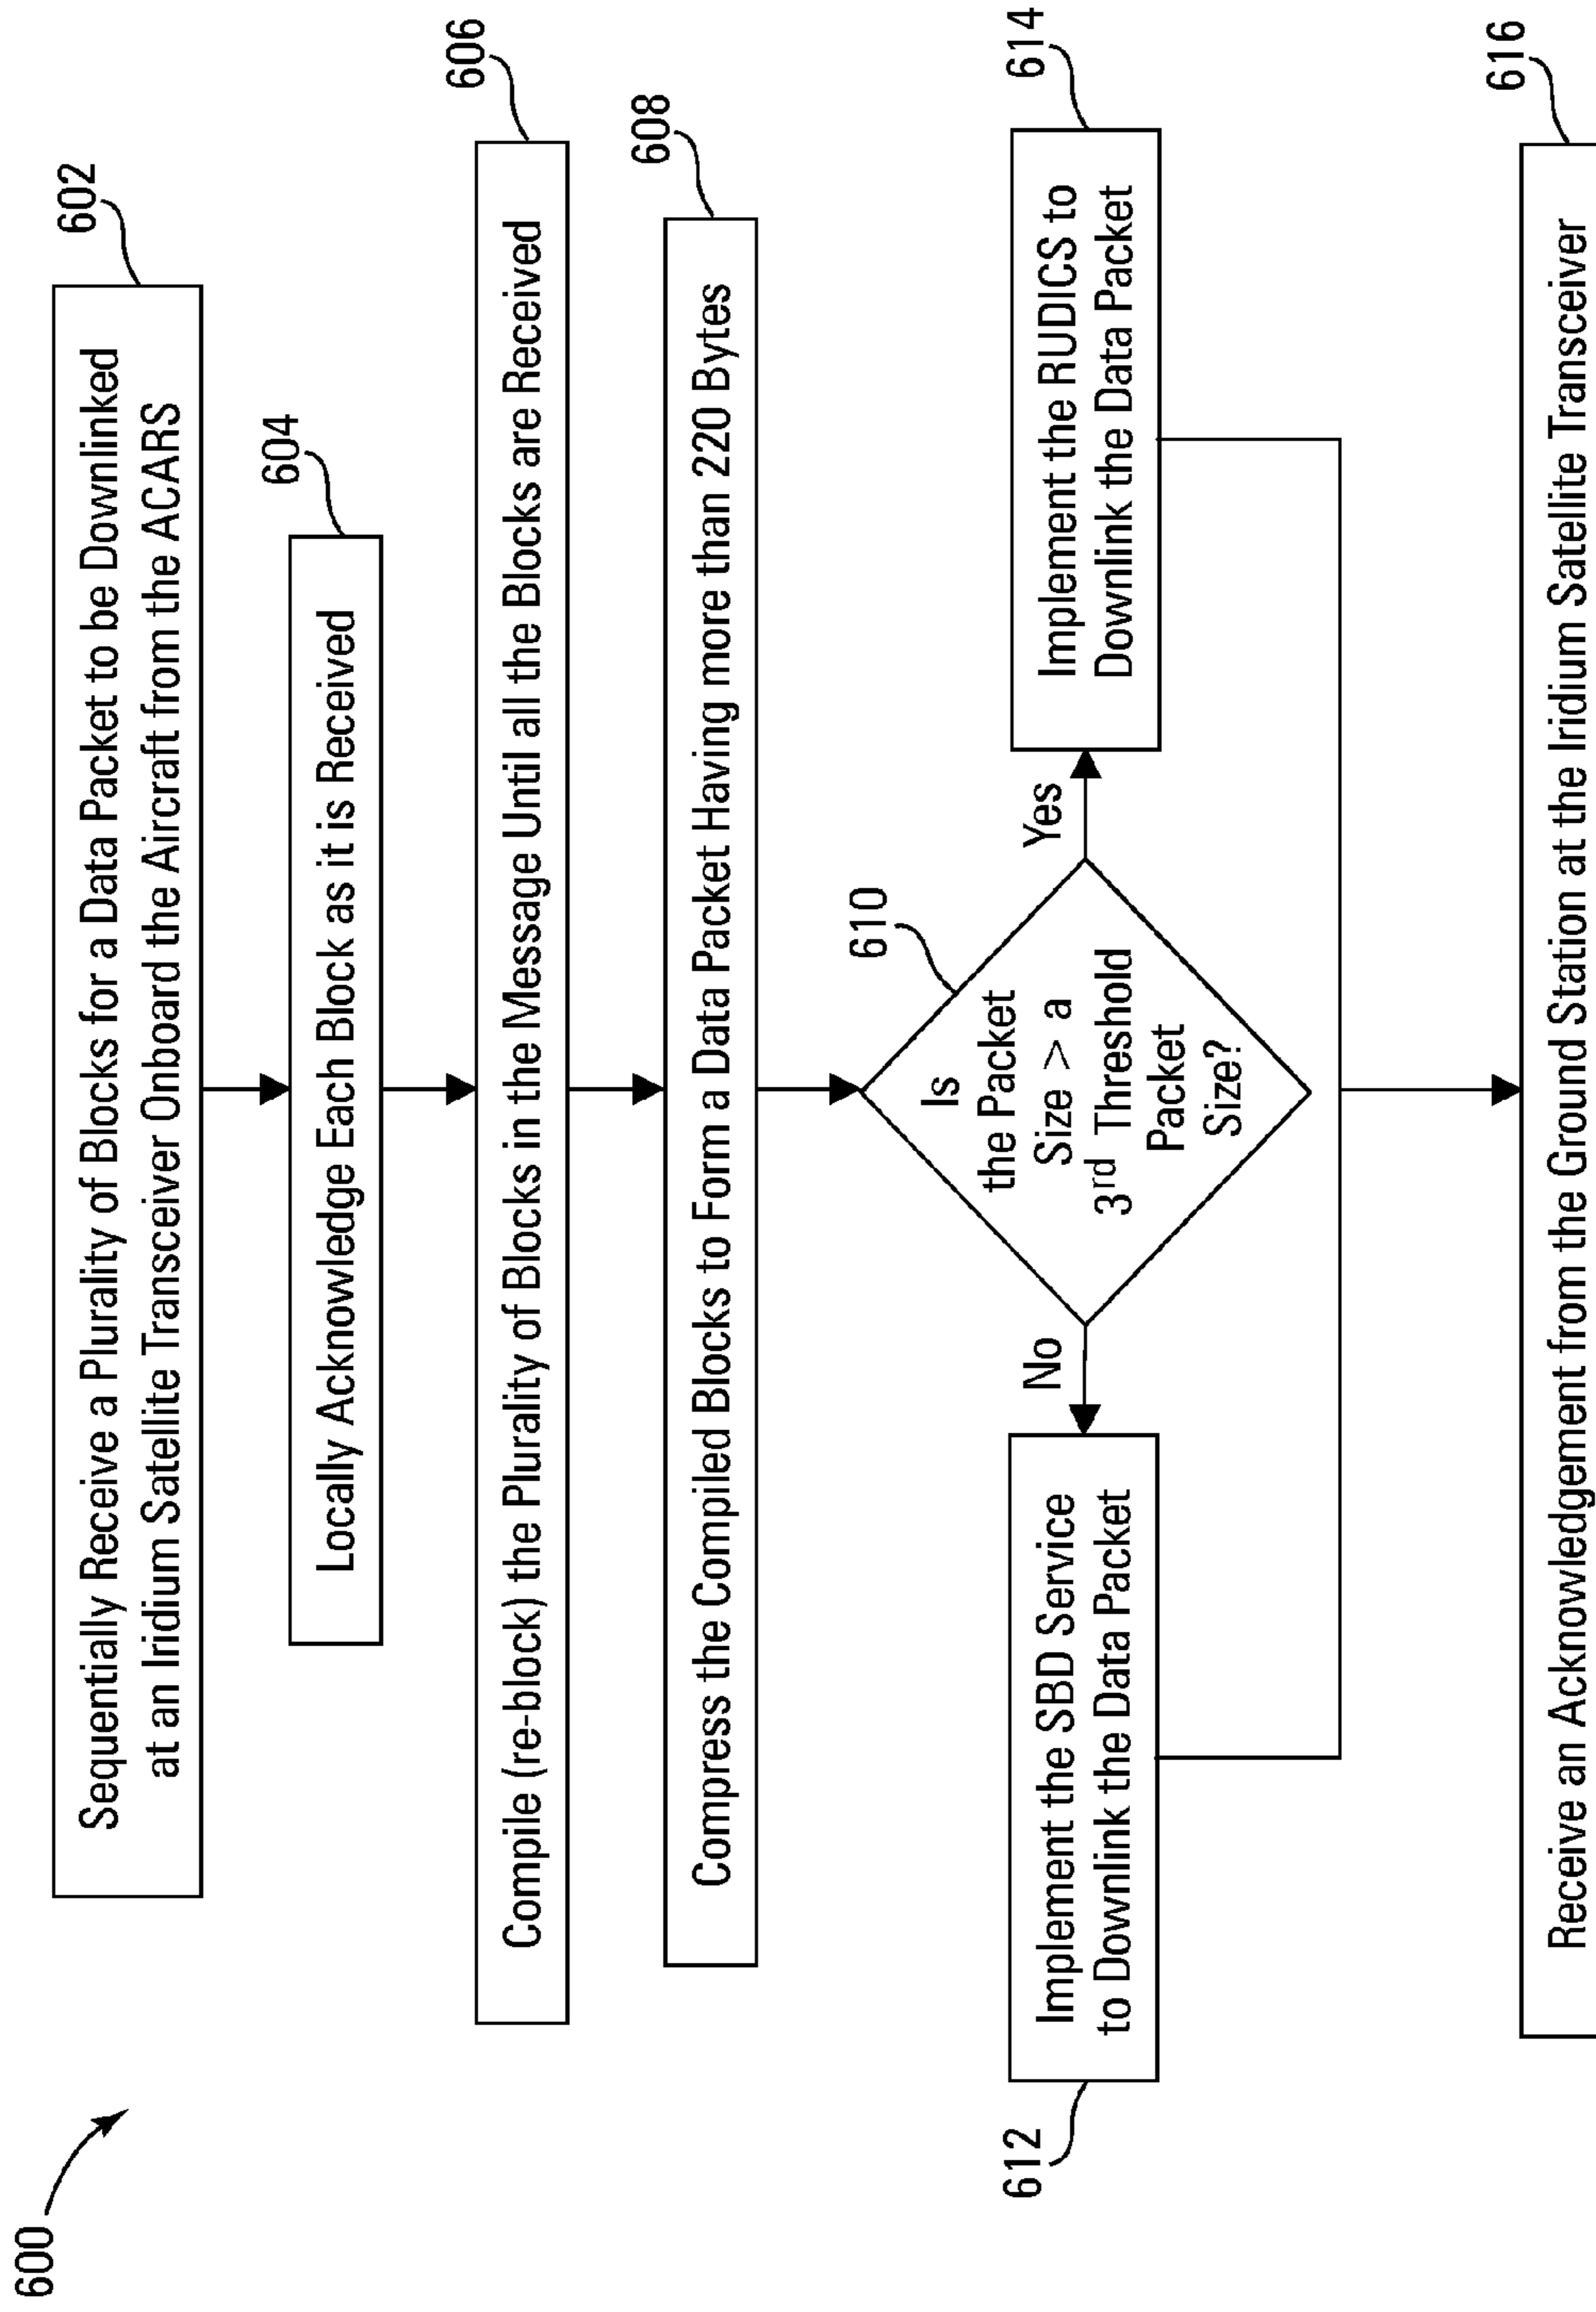 600
602
Sequentially Receive a Plurality of Blocks for a Data Packet to be Downlinked
at an Iridium Satellite Transceiver Onboard the Aircraft from the ACARS
604
Locally Acknowledge Each Block as it is Received
606
Compile (re-block) the Plurality of Blocks in the Message Until all the Blocks are Received
608
Compress the Compiled Blocks to Form a Data Packet Having more than 220 Bytes
610
Is
the Packet
Size > a
3rd Threshold
Packet
Size?
No
Yes
612
Implement the SBD Service
to Downlink the Data Packet
614
Implement the RUDICS to
Downlink the Data Packet
616
Receive an Acknowledgement from the Ground Station at the Iridium Satellite Transceiver